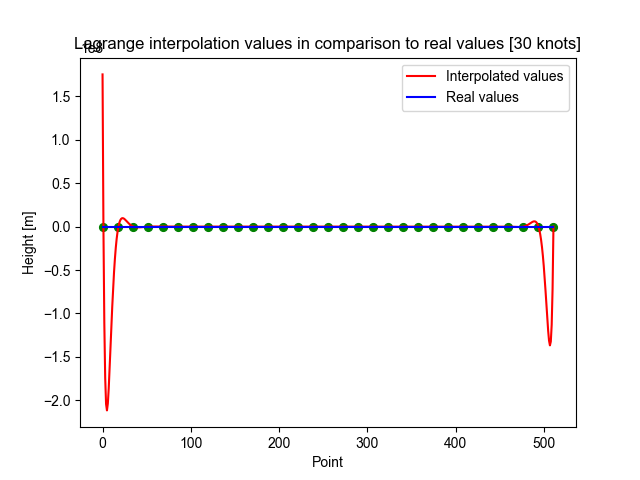 Lagrange interpolation values in comparison to real values [30 knots]
1e8
Interpolated values
Real values
1.5
1.0
0.5
0.0
−0.5
−1.0
−1.5
−2.0
Height [m]
0 100 200 300 400 500
Point